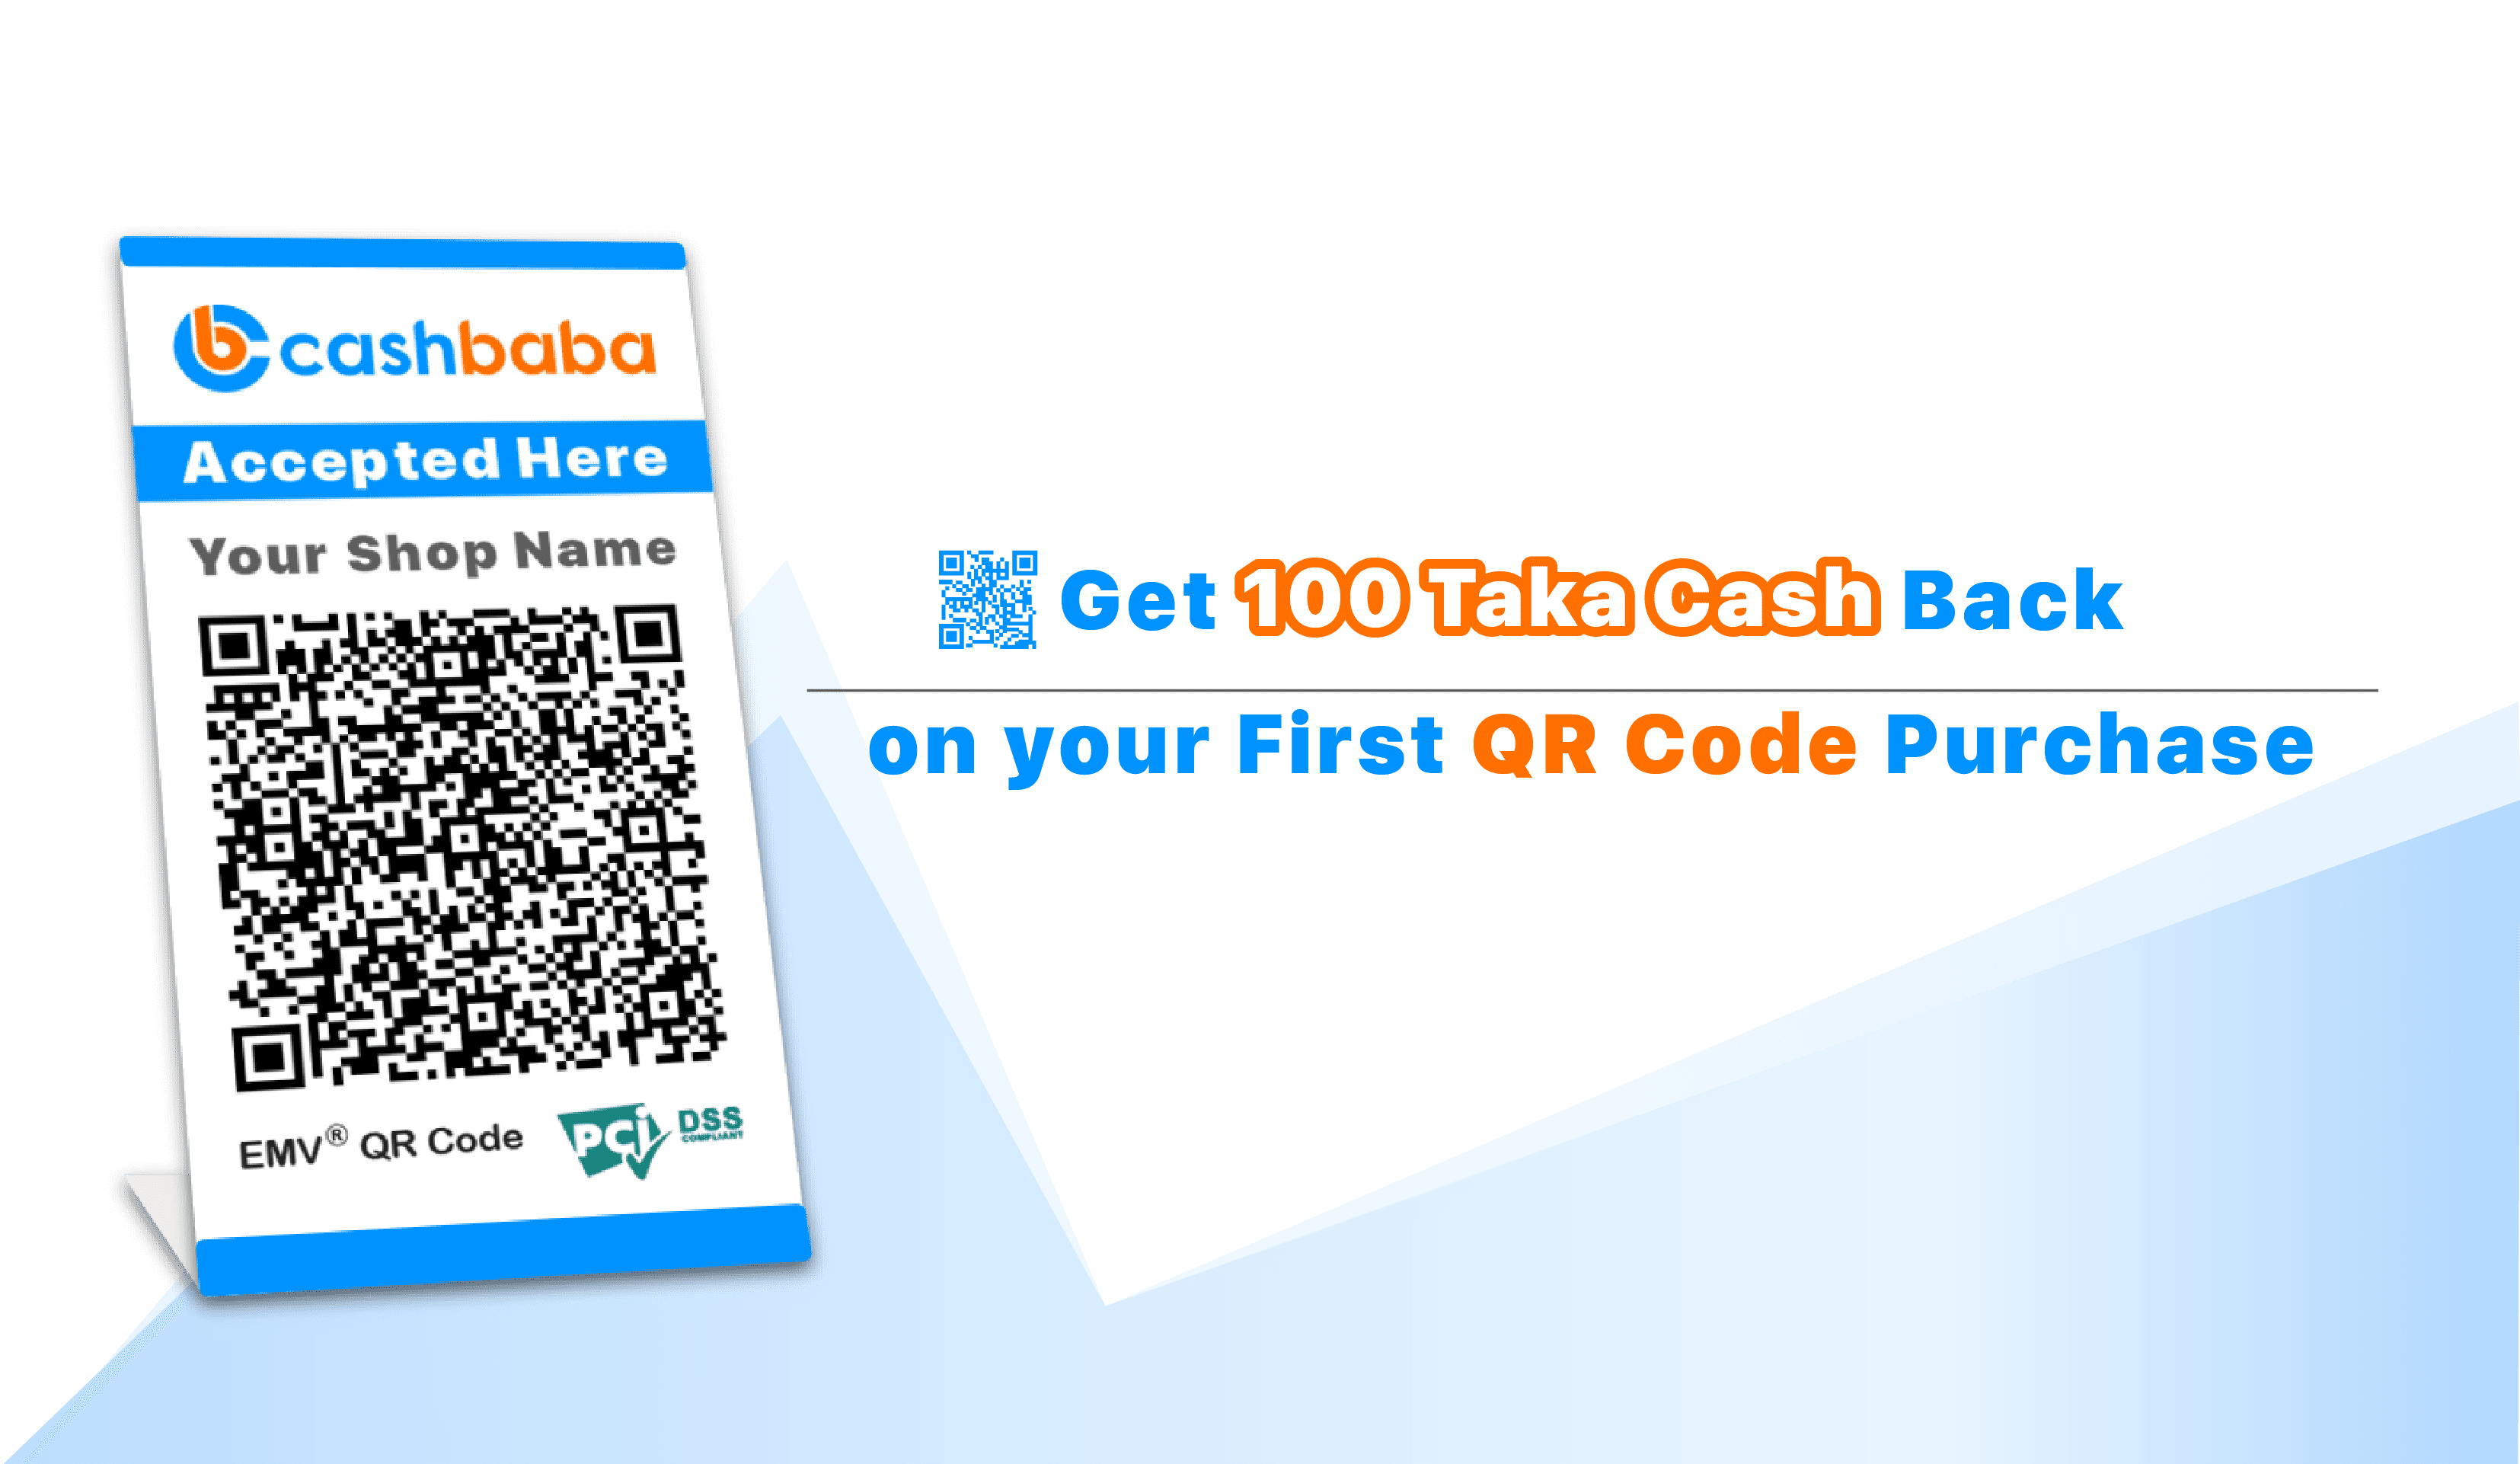 cashbaba
Accepted Here
Your Shop Name
EMV® QR Code
PCi DSS
COMPLIANT
Get 100 Taka Cash Back
on your First QR Code Purchase